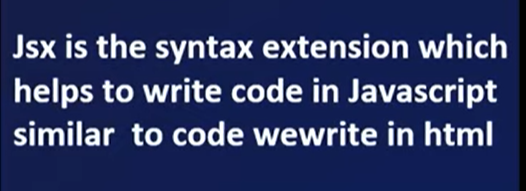 Jsx is the syntax extension which
helps to write code in Javascript
similar  to code wewrite in html